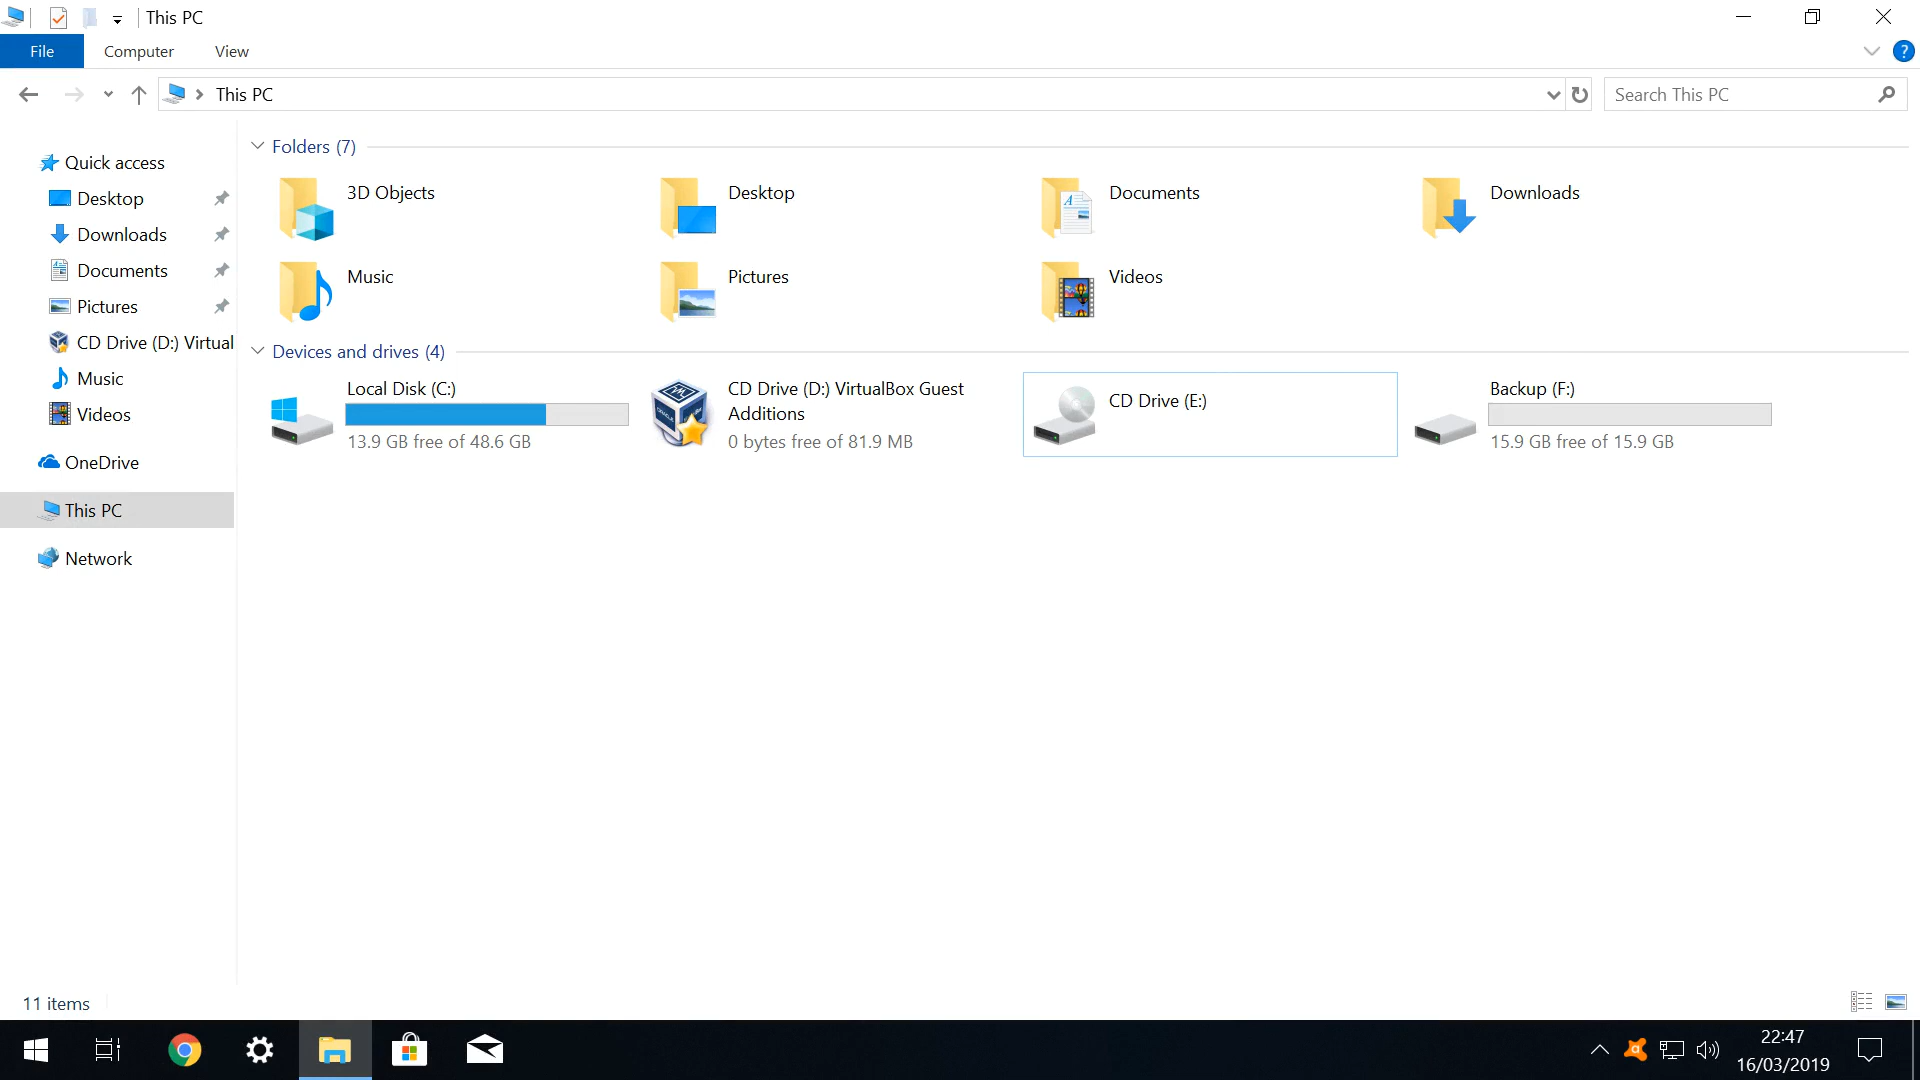 This PC
File Computer View
This PC
Search This PC
Folders (7)
Quick access
Desktop
Downloads
Documents
Pictures
CD Drive (D:) Virtual
Music
Videos
OneDrive
This PC
Network
3D Objects
Desktop
Documents
Downloads
Music
Pictures
Videos
Devices and drives (4)
Local Disk (C:)
13.9 GB free of 48.6 GB
CD Drive (D:) VirtualBox Guest
Additions
0 bytes free of 81.9 MB
CD Drive (E:)
Backup (F:)
15.9 GB free of 15.9 GB
11 items
22:47
16/03/2019